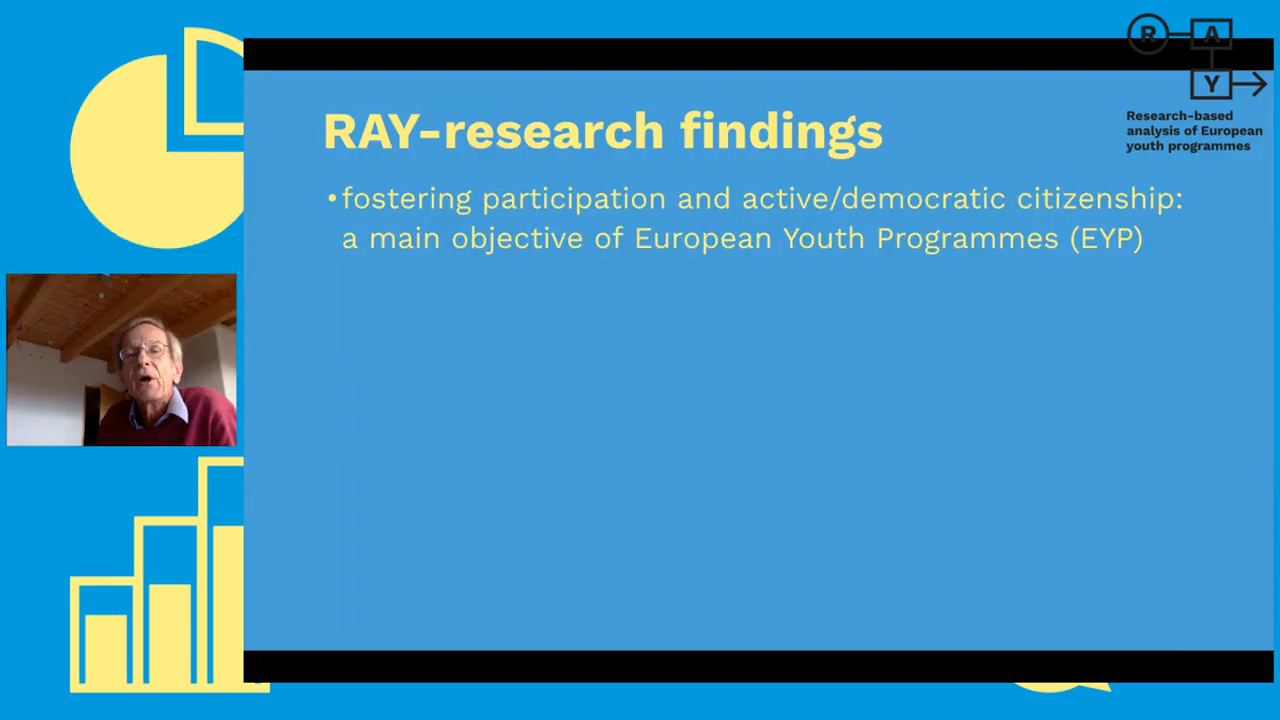 R A
Y
Research-based
analysis of European
youth programmes
RAY-research findings
•fostering participation and active/democratic citizenship:
a main objective of European Youth Programmes (EYP)